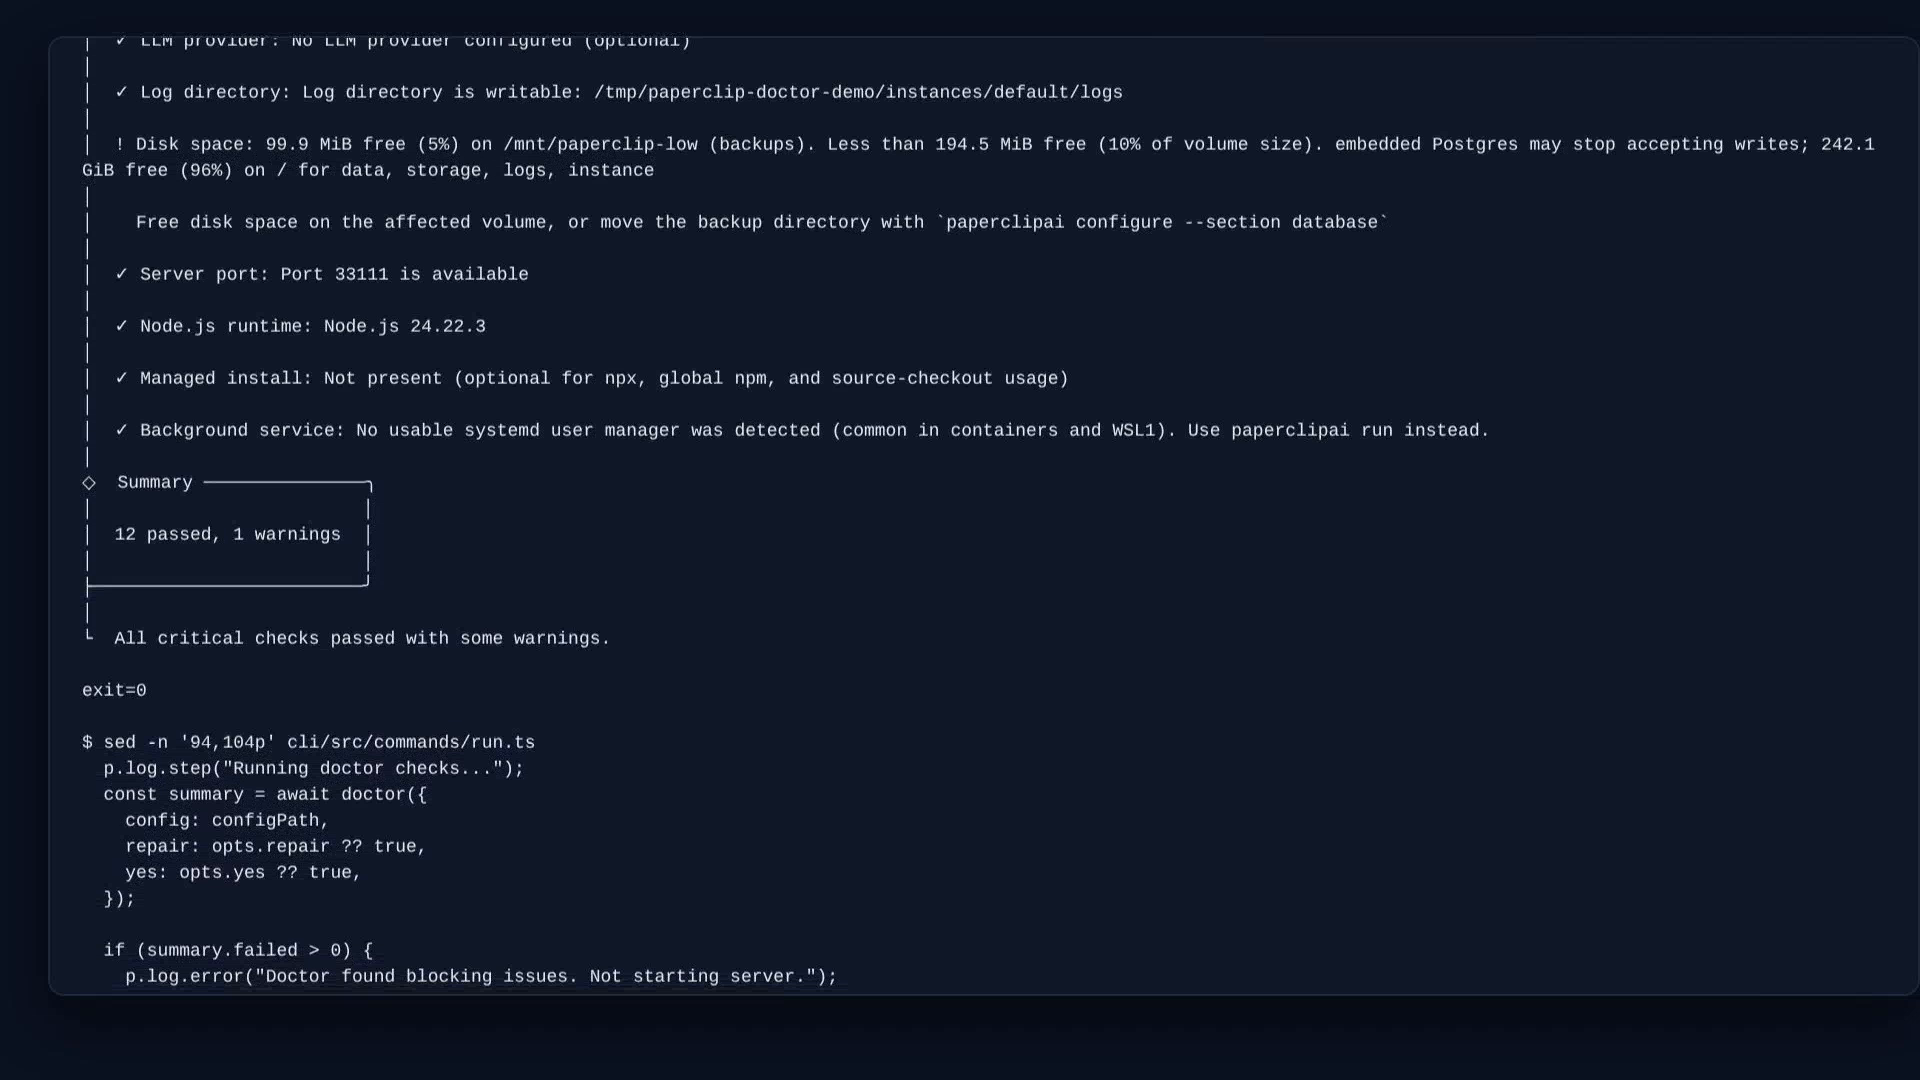 ✓ LLM provider: No LLM provider configured (optional)
✓ Log directory: Log directory is writable: /tmp/paperclip-doctor-demo/instances/default/logs
! Disk space: 99.9 MiB free (5%) on /mnt/paperclip-low (backups). Less than 194.5 MiB free (10% of volume size). embedded Postgres may stop accepting writes; 242.1
GiB free (96%) on / for data, storage, logs, instance
Free disk space on the affected volume, or move the backup directory with `paperclipai configure --section database`
✓ Server port: Port 33111 is available
✓ Node.js runtime: Node.js 24.22.3
✓ Managed install: Not present (optional for npx, global npm, and source-checkout usage)
✓ Background service: No usable systemd user manager was detected (common in containers and WSL1). Use paperclipai run instead.
◇ Summary
12 passed, 1 warnings
All critical checks passed with some warnings.
exit=0
$ sed -n '94,104p' cli/src/commands/run.ts
p.log.step("Running doctor checks...");
const summary = await doctor({
config: configPath,
repair: opts.repair ?? true,
yes: opts.yes ?? true,
});
if (summary.failed > 0) {
p.log.error("Doctor found blocking issues. Not starting server.");